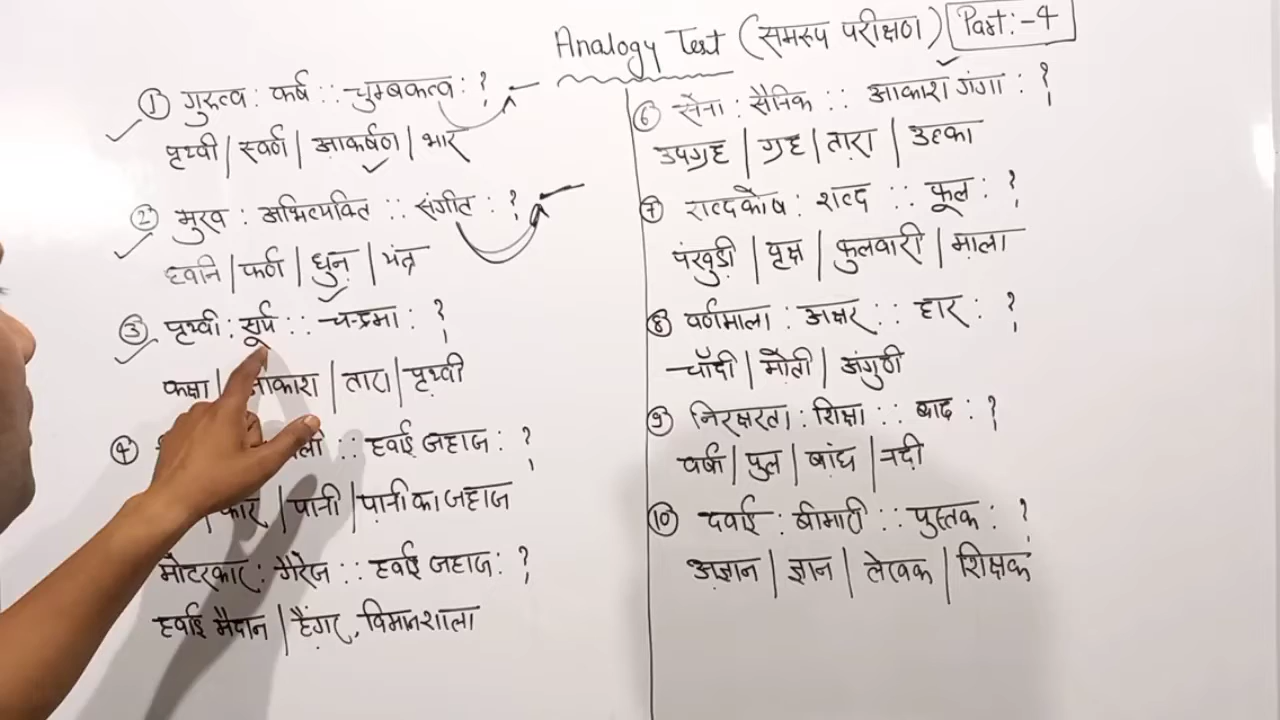 Analogy Test (समरूप परीक्षण) Part:-4
① गुरुत्व : कर्ष :: चुम्बकत्व : ?
पृथ्वी | स्वर्ण | आकर्षण | भार
② मुख : अभिव्यक्ति :: संगीत : ?
ध्वनि | कर्ण | धुन | यंत्र
③ पृथ्वी : सूर्य :: चन्द्रमा : ?
कक्षा | आकाश | तारा | पृथ्वी
④ :: हवाई जहाज : ?
| कार | पानी | पानी का जहाज
मोटरकार : गैरेज :: हवाई जहाज : ?
हवाई मैदान | हैंगर, विमानशाला
⑥ सेना : सैनिक :: आकाश गंगा : ?
उपग्रह | ग्रह | तारा | उल्का
⑦ शब्दकोष : शब्द :: फूल : ?
पंखुड़ी | वृक्ष | फुलवारी | माला
⑧ वर्णमाला : अक्षर :: हार : ?
चाँदी | मोती | अंगुठी
⑨ निरक्षरता : शिक्षा :: बाढ़ : ?
वर्षा | पुल | बांध | नदी
⑩ दवाई : बीमारी :: पुस्तक : ?
अज्ञान | ज्ञान | लेखक | शिक्षक